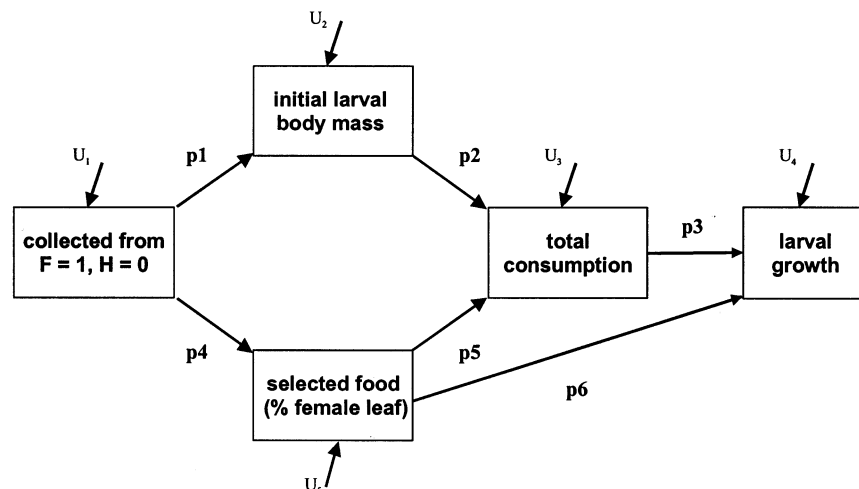 U2
initial larval
body mass
U1
p1
p2
U3
U4
collected from
F = 1, H = 0
total
consumption
p3
larval
growth
p4
selected food
(% female leaf)
p5
p6